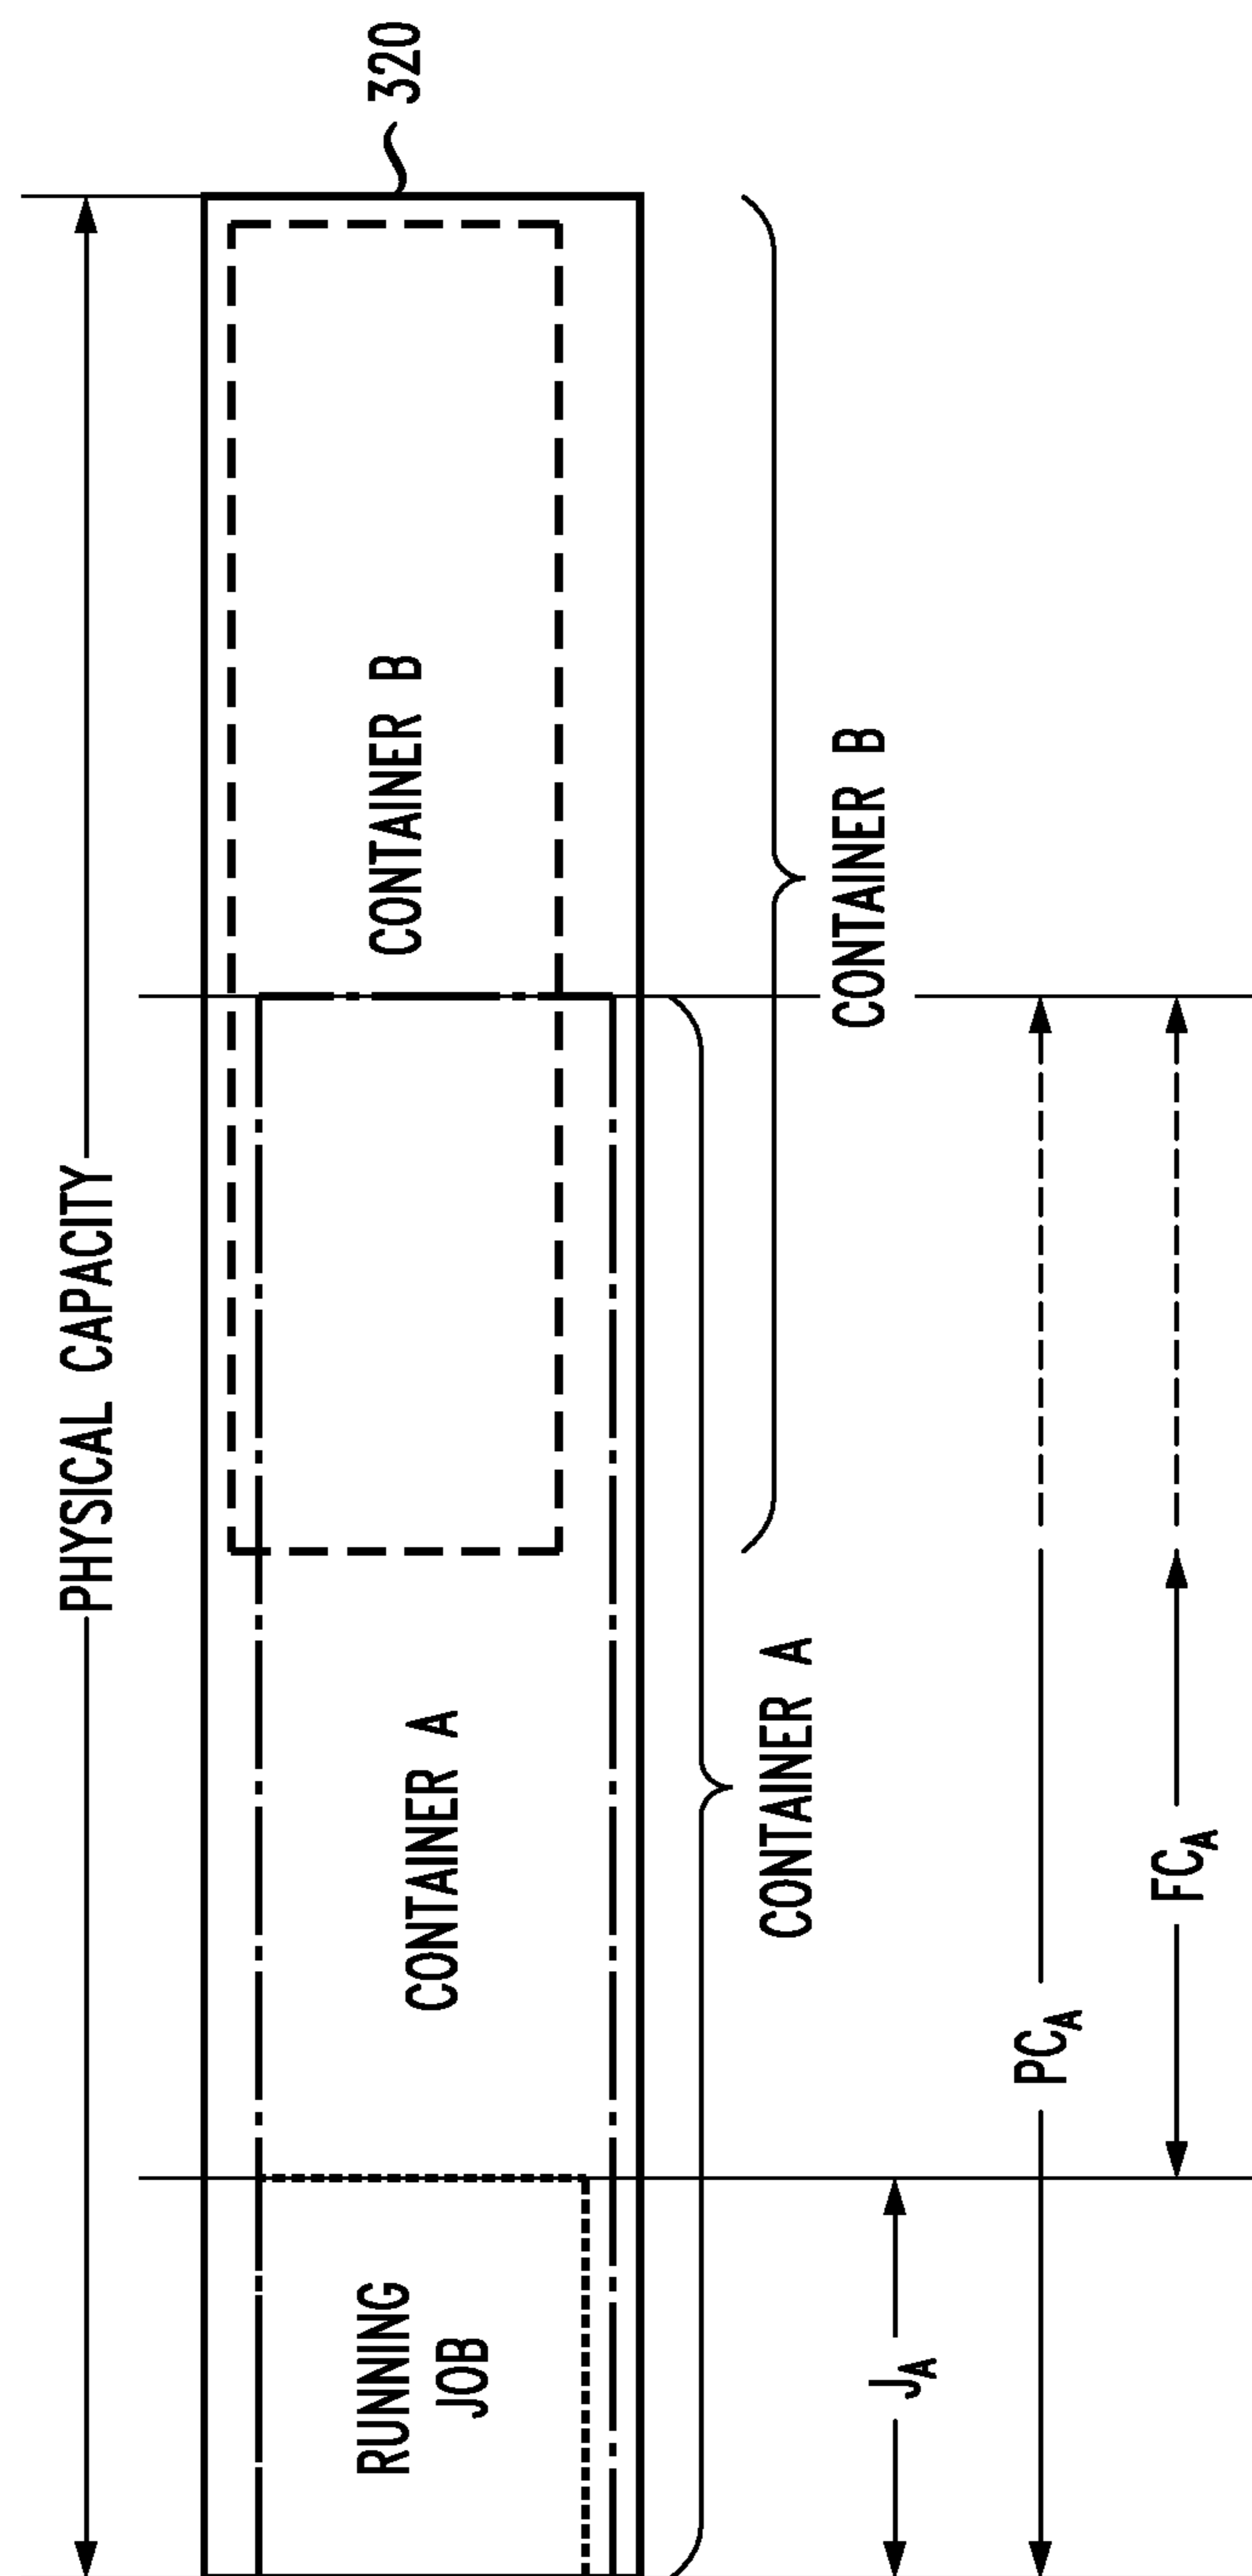 PHYSICAL CAPACITY
320
RUNNING
JOB
CONTAINER A
CONTAINER B
CONTAINER A
CONTAINER B
J_A
PC_A
FC_A